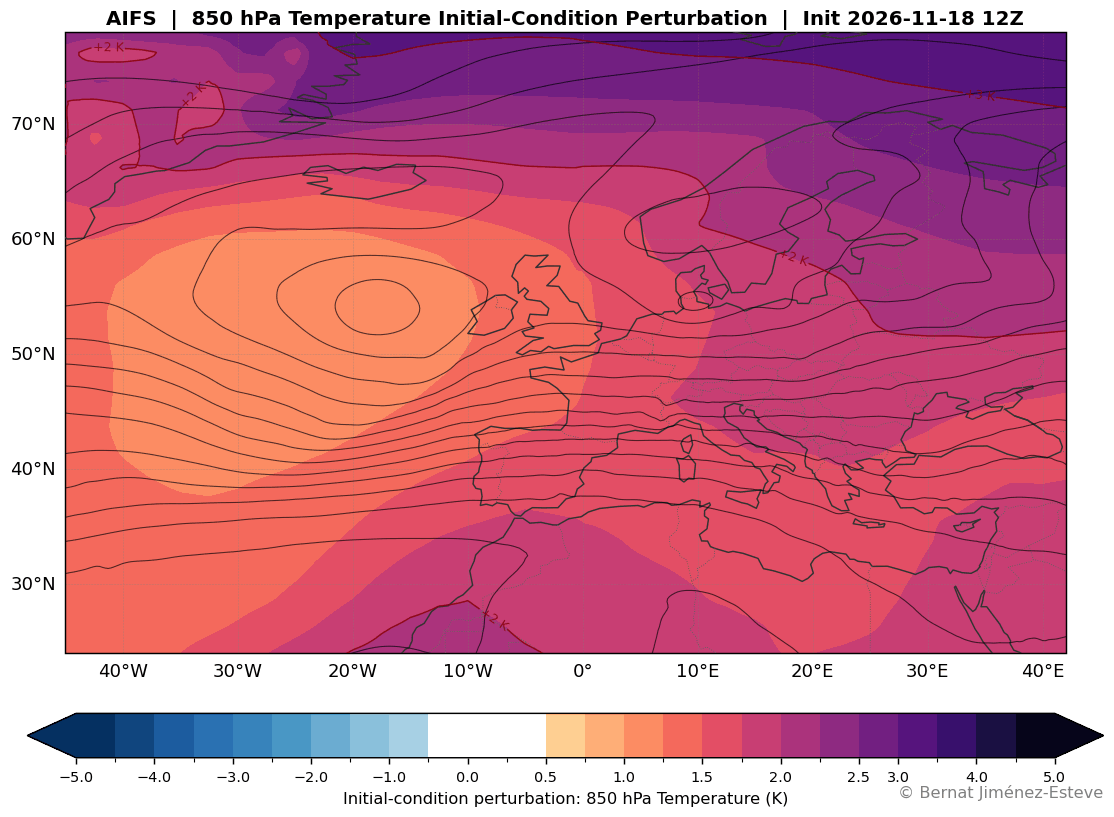 AIFS | 850 hPa Temperature Initial-Condition Perturbation | Init 2026-11-18 12Z
+2 K
+2 K
+3 K
70°N
60°N
+2 K
50°N
40°N
30°N
+2 K
40°W 30°W 20°W 10°W 0° 10°E 20°E 30°E 40°E
−5.0 −4.0 −3.0 −2.0 −1.0 0.0 0.5 1.0 1.5 2.0 2.5 3.0 4.0 5.0
Initial-condition perturbation: 850 hPa Temperature (K)
© Bernat Jiménez-Esteve